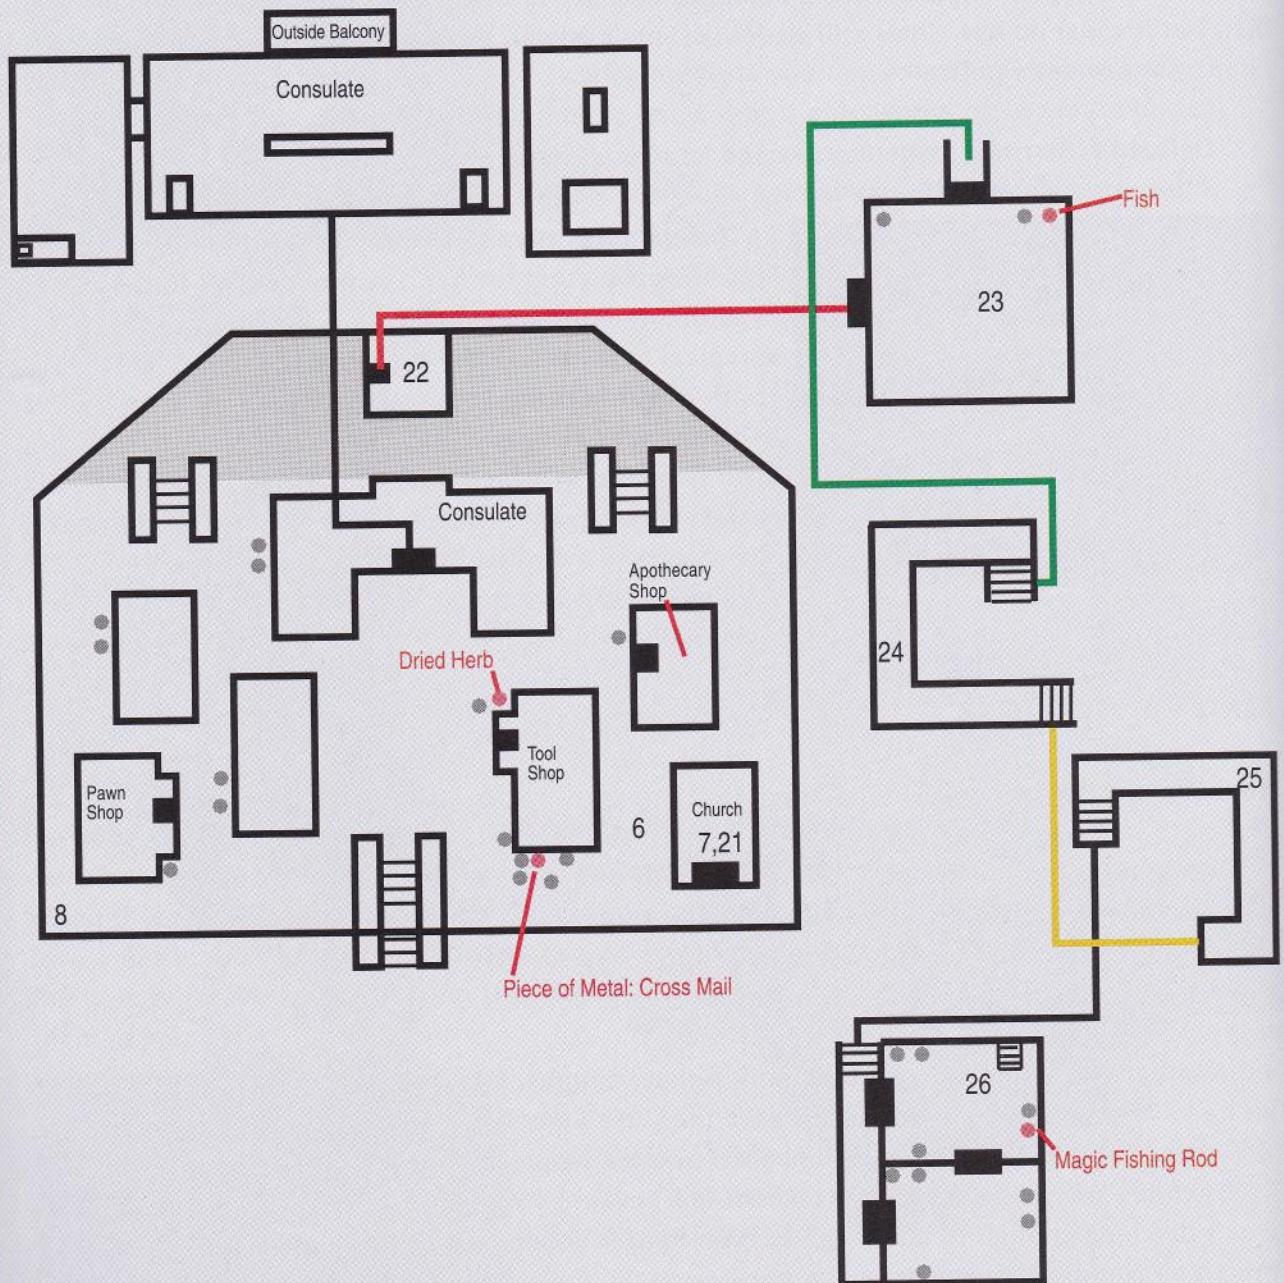 Outside Balcony
Consulate
Fish
23
22
Consulate
Apothecary
Shop
24
Dried Herb
Tool
Shop
25
Pawn
Shop
Church
6
7,21
8
Piece of Metal: Cross Mail
26
Magic Fishing Rod